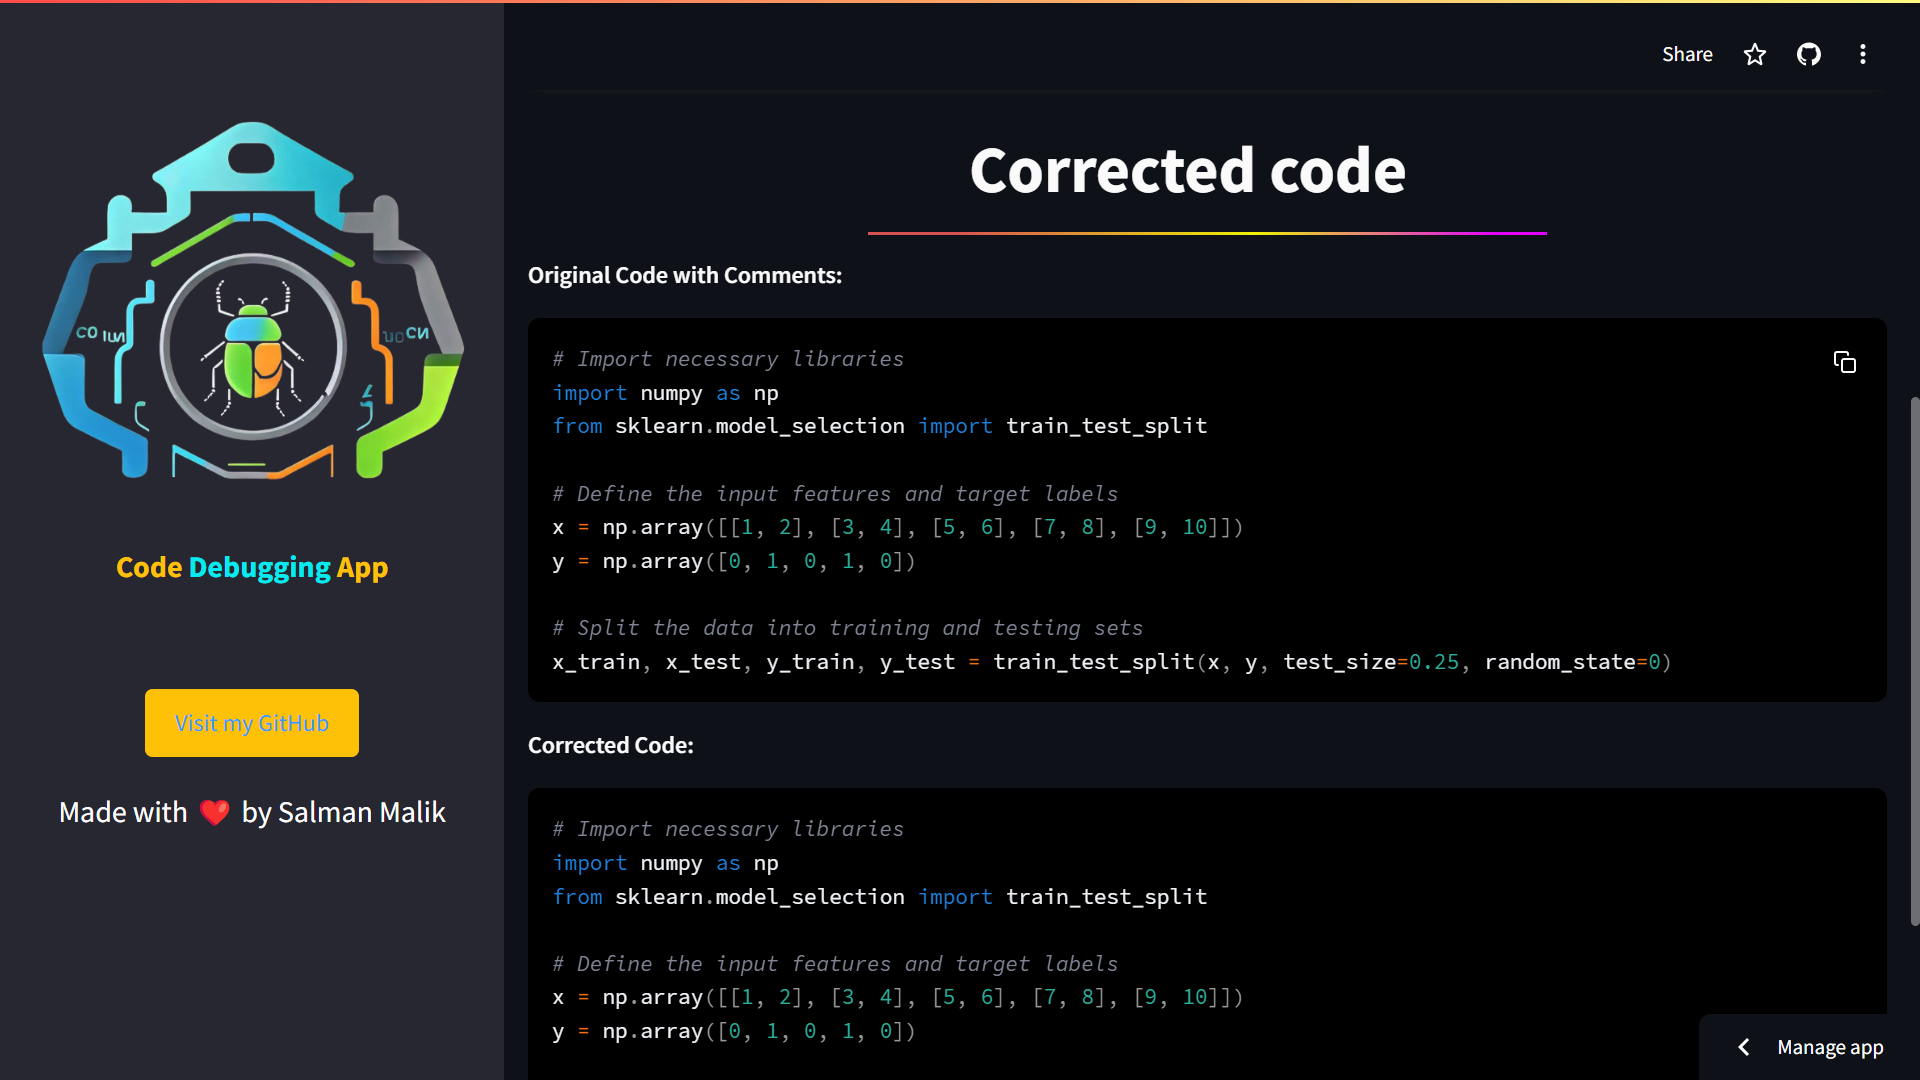 Share
Corrected code
Original Code with Comments:
# Import necessary libraries
import numpy as np
from sklearn.model_selection import train_test_split
# Define the input features and target labels
x = np.array([[1, 2], [3, 4], [5, 6], [7, 8], [9, 10]])
y = np.array([0, 1, 0, 1, 0])
# Split the data into training and testing sets
x_train, x_test, y_train, y_test = train_test_split(x, y, test_size=0.25, random_state=0)
Corrected Code:
# Import necessary libraries
import numpy as np
from sklearn.model_selection import train_test_split
# Define the input features and target labels
x = np.array([[1, 2], [3, 4], [5, 6], [7, 8], [9, 10]])
y = np.array([0, 1, 0, 1, 0])
Manage app
Code Debugging App
Visit my GitHub
Made with ❤️ by Salman Malik